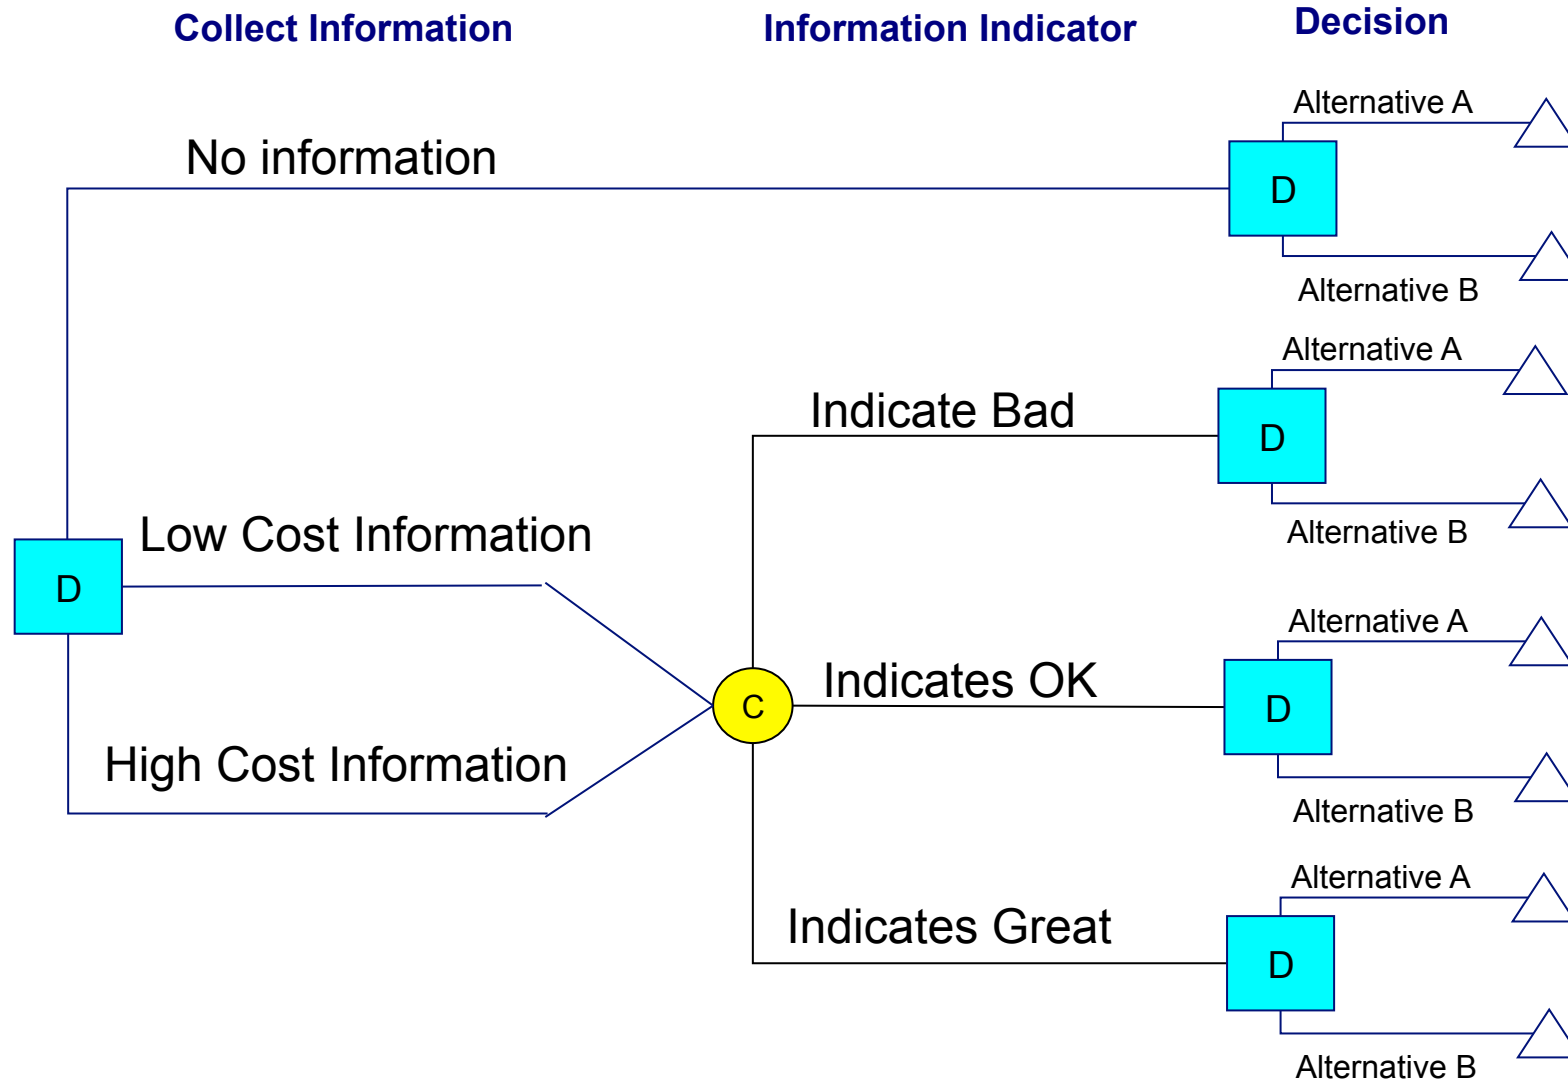 Collect Information
Information Indicator
Decision
Alternative A
No information
D
Alternative B
Alternative A
Indicate Bad
D
Low Cost Information
Alternative B
D
Alternative A
Indicates OK
C
D
High Cost Information
Alternative B
Alternative A
Indicates Great
D
Alternative B